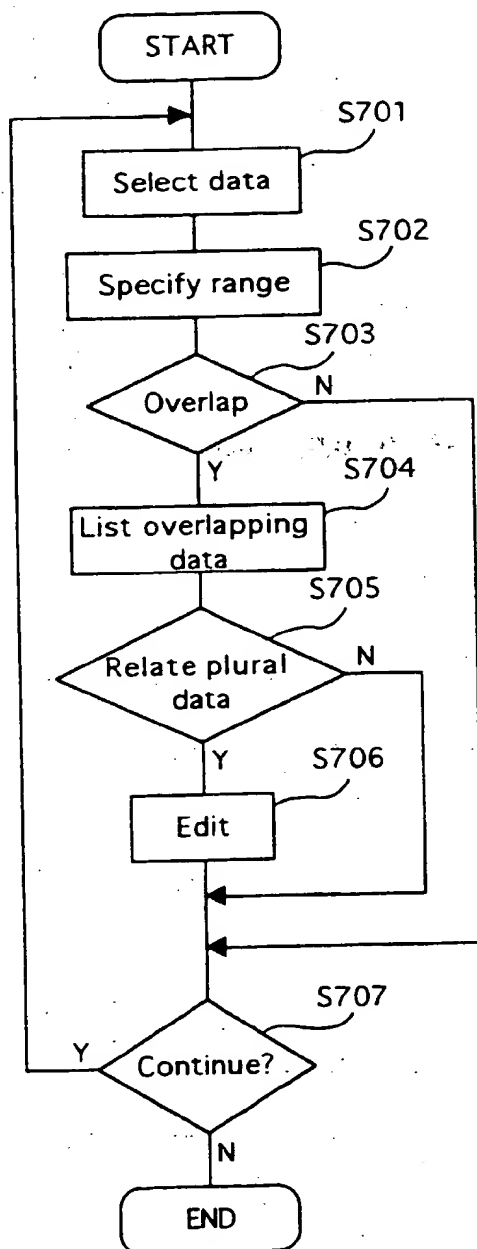 START
S701
Select data
S702
Specify range
S703
Overlap
N
Y
S704
List overlapping
data
S705
Relate plural
data
N
Y
S706
Edit
S707
Y
Continue?
N
END